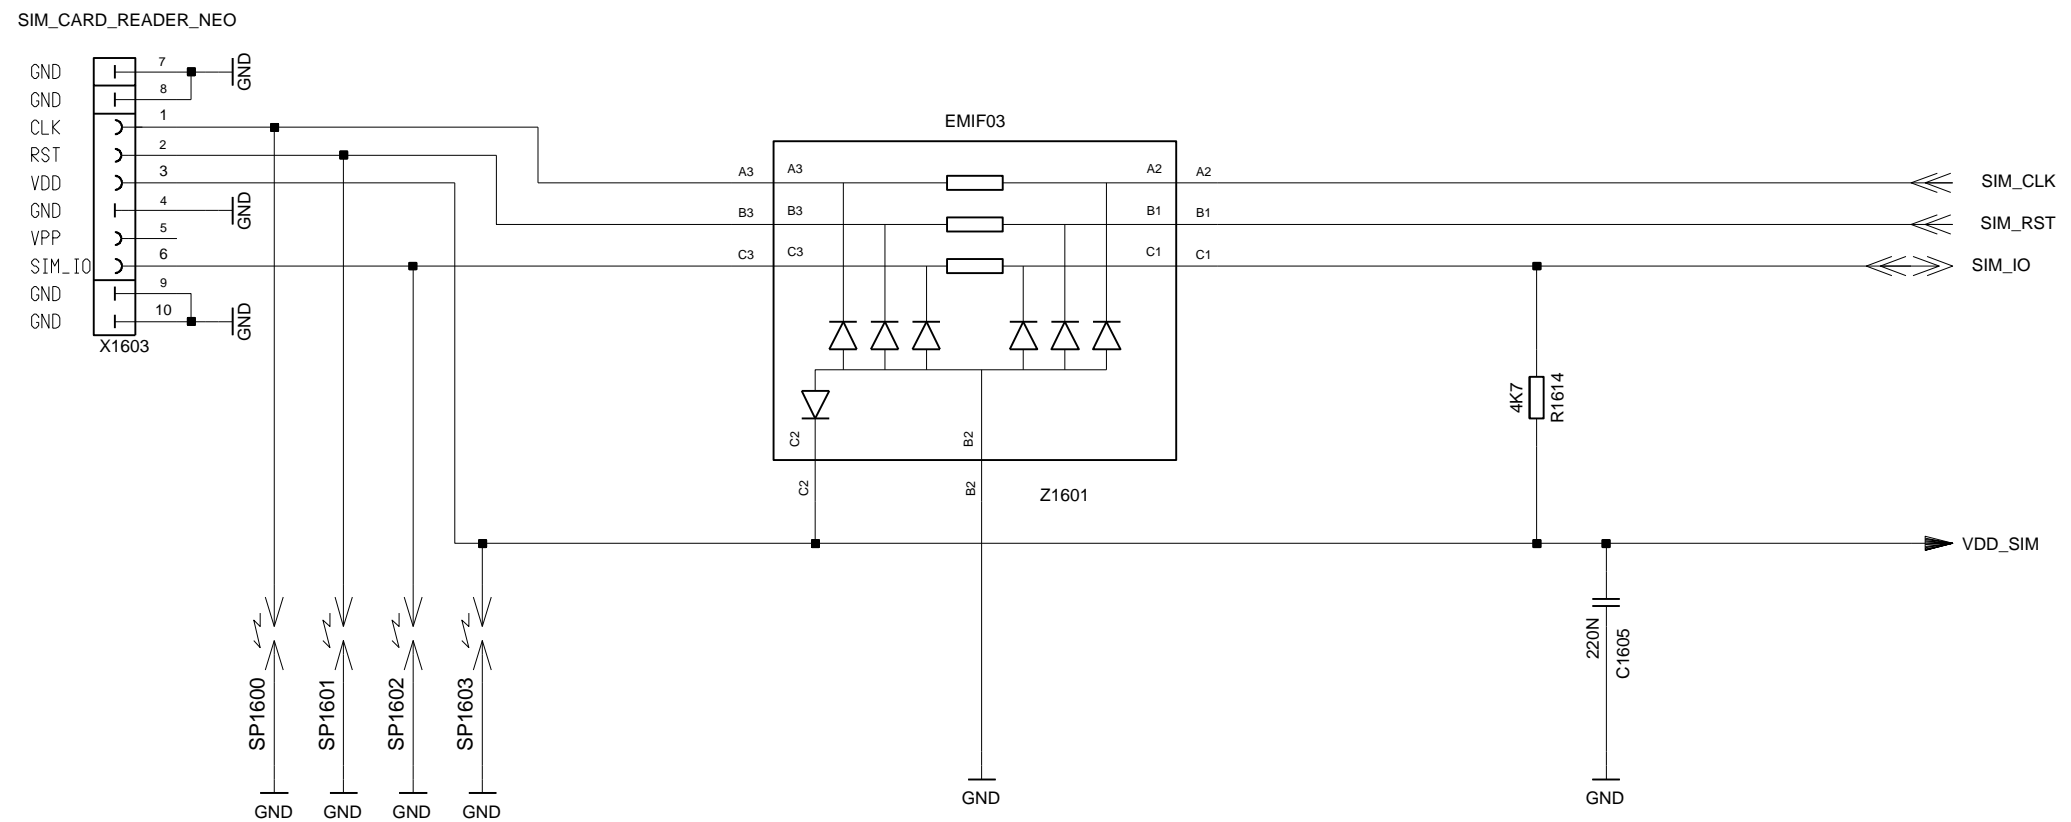 SIM_CARD_READER_NEO
GND 7 GND
GND 8
CLK 1
RST 2
VDD 3
GND 4 GND
VPP 5
SIM_IO 6
GND 9
GND 10 GND
X1603
EMIF03
A3 A3 A2 A2 SIM_CLK
B3 B3 B1 B1 SIM_RST
C3 C3 C1 C1 SIM_IO
4K7 R1614
C2 B2
C2 B2
Z1601
VDD_SIM
220N C1605
SP1600 SP1601 SP1602 SP1603
GND GND GND GND GND GND